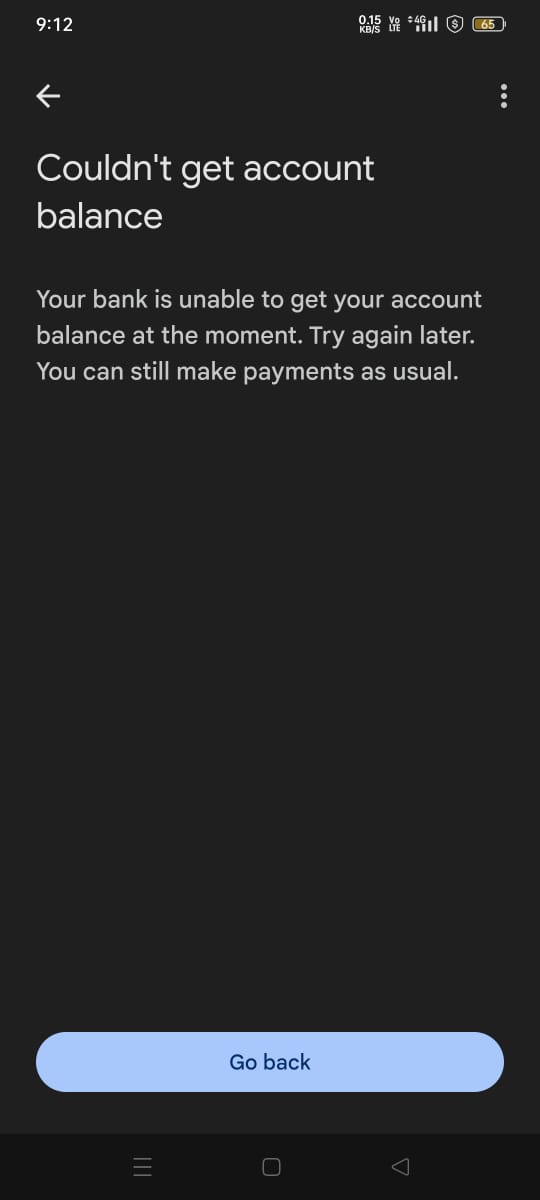 9:12
0.15 KB/S Vo LTE 4G $ 65
Couldn't get account
balance
Your bank is unable to get your account
balance at the moment. Try again later.
You can still make payments as usual.
Go back